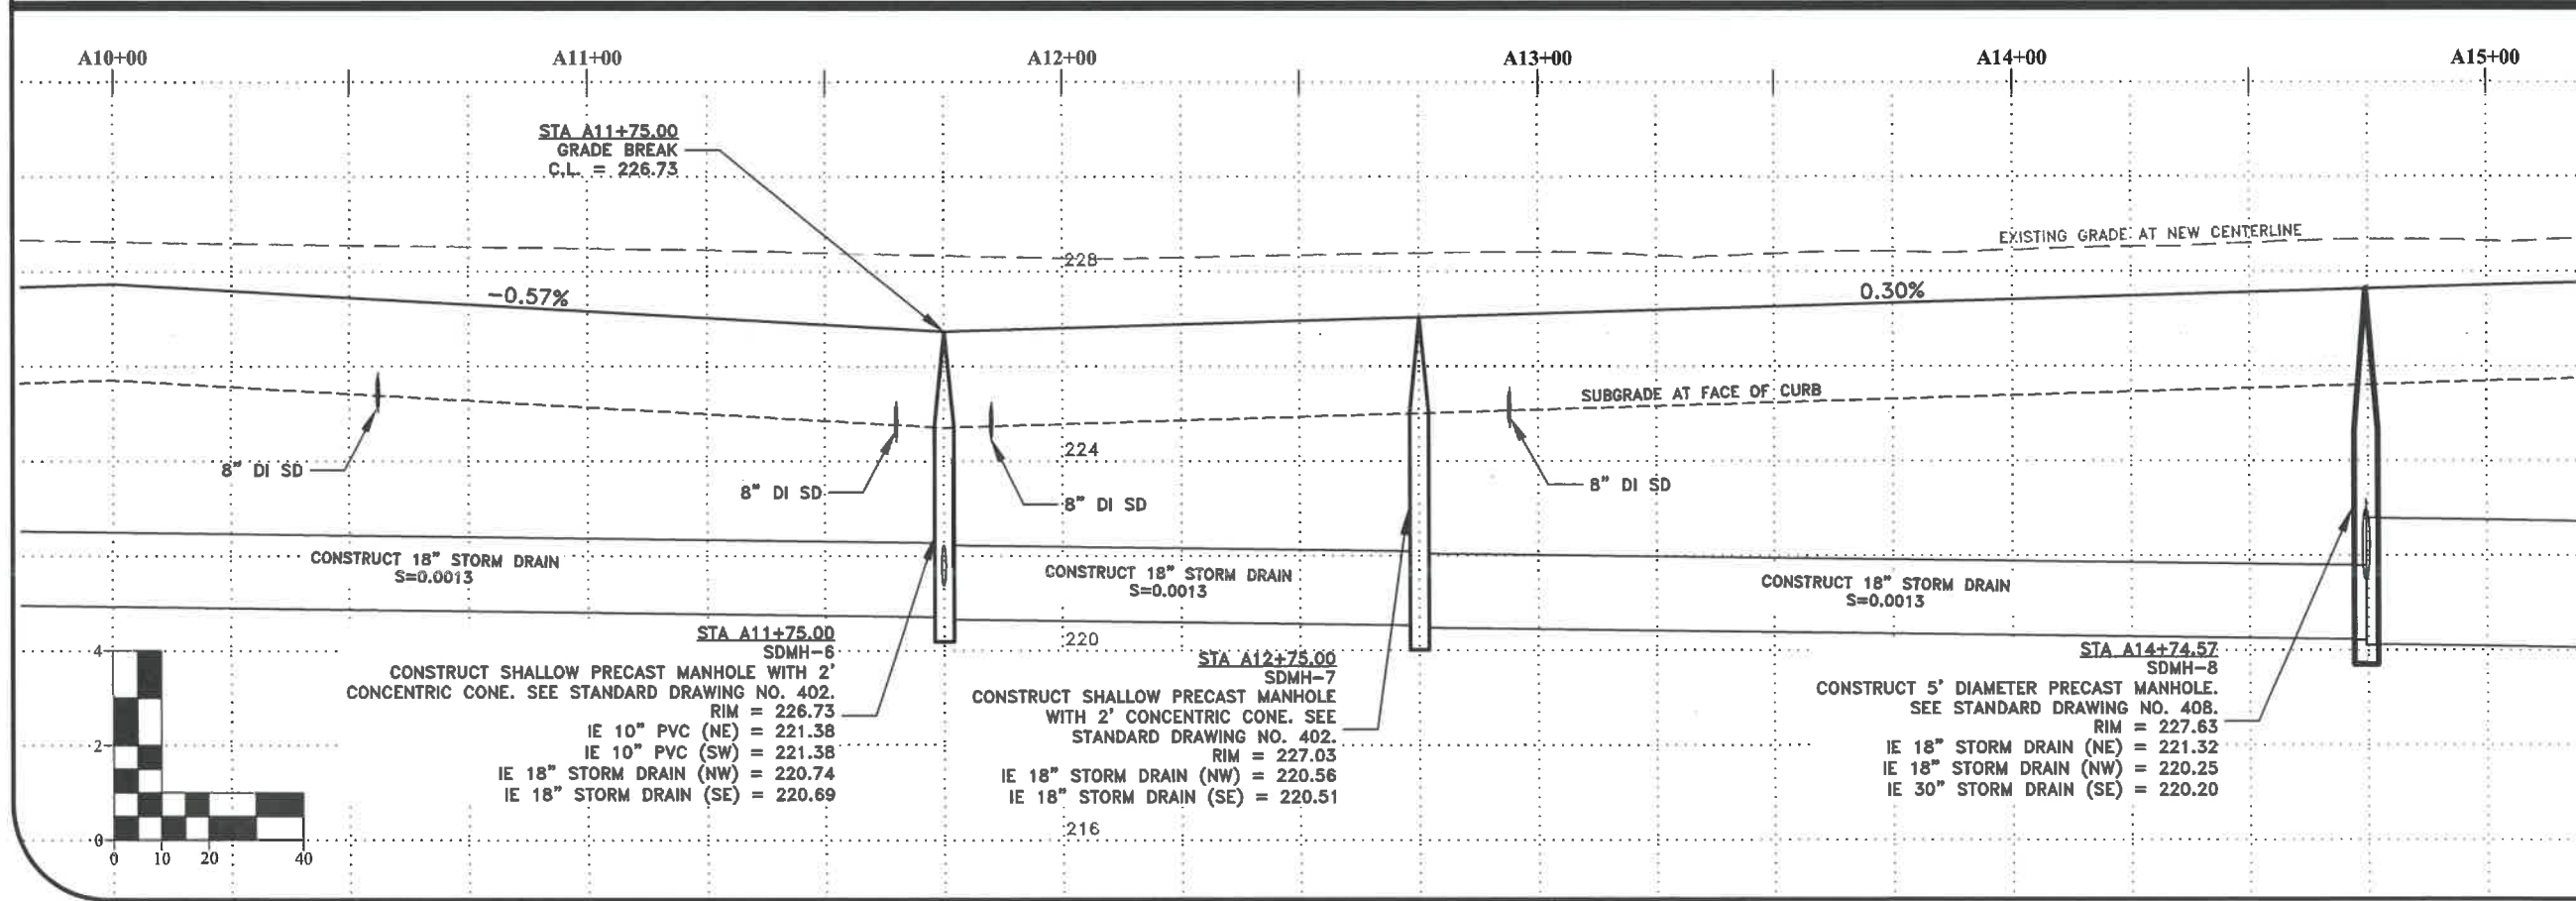 A10+00
A11+00
A12+00
A13+00
A14+00
A15+00
STA A11+75.00
GRADE BREAK
C.L. = 226.73
EXISTING GRADE AT NEW CENTERLINE
228
-0.57%
0.30%
SUBGRADE AT FACE OF CURB
224
8" DI SD
8" DI SD
8" DI SD
8" DI SD
CONSTRUCT 18" STORM DRAIN
S=0.0013
CONSTRUCT 18" STORM DRAIN
S=0.0013
CONSTRUCT 18" STORM DRAIN
S=0.0013
220
STA A11+75.00
SDMH-6
CONSTRUCT SHALLOW PRECAST MANHOLE WITH 2'
CONCENTRIC CONE. SEE STANDARD DRAWING NO. 402.
RIM = 226.73
IE 10" PVC (NE) = 221.38
IE 10" PVC (SW) = 221.38
IE 18" STORM DRAIN (NW) = 220.74
IE 18" STORM DRAIN (SE) = 220.69
STA A12+75.00
SDMH-7
CONSTRUCT SHALLOW PRECAST MANHOLE
WITH 2' CONCENTRIC CONE. SEE
STANDARD DRAWING NO. 402.
RIM = 227.03
IE 18" STORM DRAIN (NW) = 220.56
IE 18" STORM DRAIN (SE) = 220.51
STA A14+74.57
SDMH-8
CONSTRUCT 5' DIAMETER PRECAST MANHOLE.
SEE STANDARD DRAWING NO. 408.
RIM = 227.63
IE 18" STORM DRAIN (NE) = 221.32
IE 18" STORM DRAIN (NW) = 220.25
IE 30" STORM DRAIN (SE) = 220.20
216
4
2
0
0 10 20 40